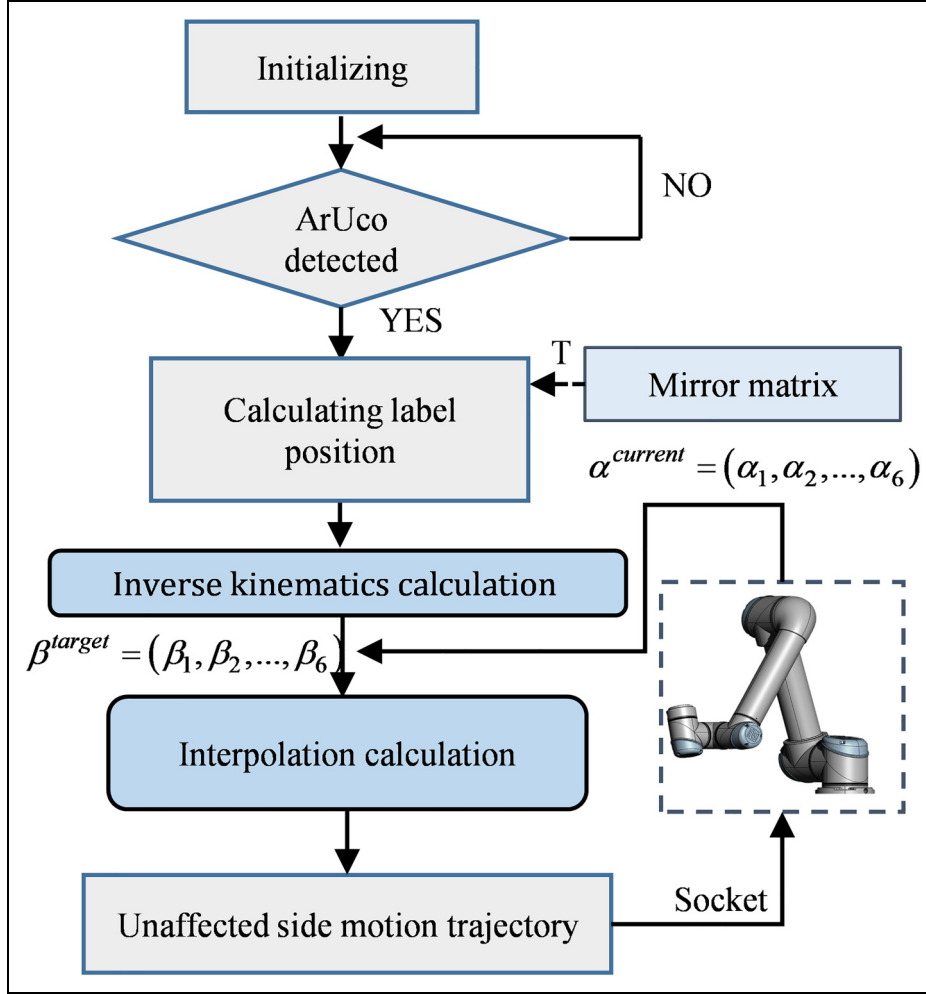 Initializing
NO
ArUco
detected
YES
T
Mirror matrix
Calculating label
position
α^{current} = (α₁, α₂, ..., α₆)
Inverse kinematics calculation
β^{target} = (β₁, β₂, ..., β₆)
Interpolation calculation
Socket
Unaffected side motion trajectory